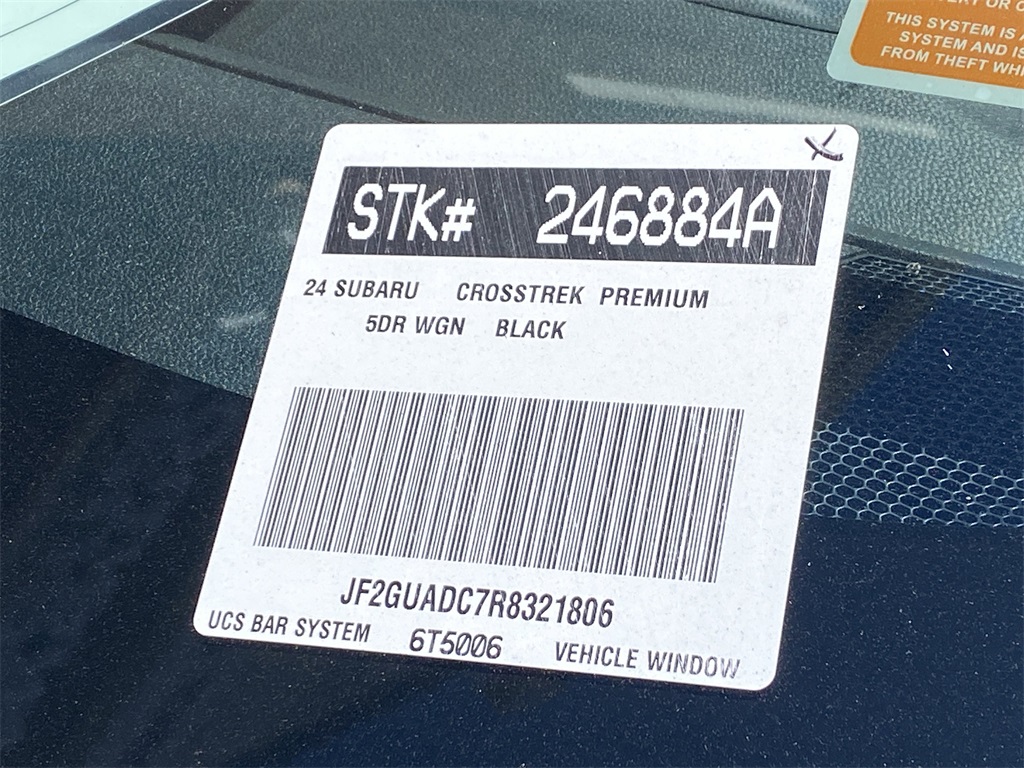 THIS SYSTEM IS
SYSTEM AND IS
FROM THEFT
STK# 246884A
24 SUBARU CROSSTREK PREMIUM
5DR WGN BLACK
JF2GUADC7R8321806
UCS BAR SYSTEM 6T5006 VEHICLE WINDOW